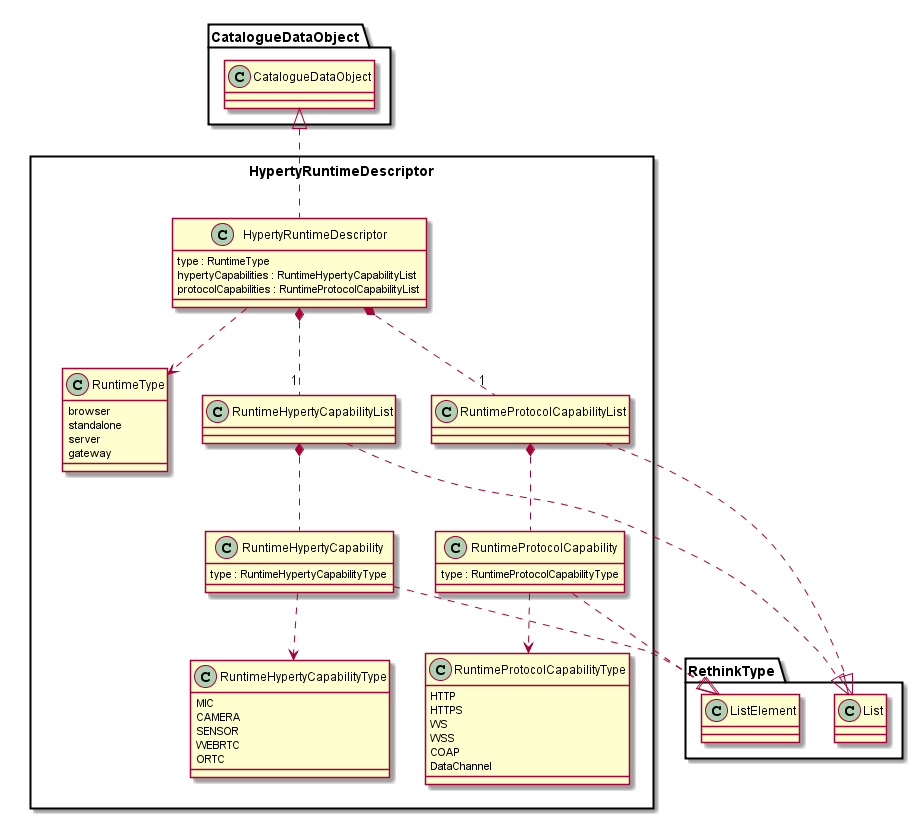 CatalogueDataObject
C CatalogueDataObject
HypertyRuntimeDescriptor
C HypertyRuntimeDescriptor
type : RuntimeType
hypertyCapabilities : RuntimeHypertyCapabilityList
protocolCapabilities : RuntimeProtocolCapabilityList
C RuntimeType
browser
standalone
server
gateway
1
C RuntimeHypertyCapabilityList
1
C RuntimeProtocolCapabilityList
C RuntimeHypertyCapability
type : RuntimeHypertyCapabilityType
C RuntimeProtocolCapability
type : RuntimeProtocolCapabilityType
C RuntimeHypertyCapabilityType
MIC
CAMERA
SENSOR
WEBRTC
ORTC
C RuntimeProtocolCapabilityType
HTTP
HTTPS
WS
WSS
COAP
DataChannel
RethinkType
C ListElement
C List